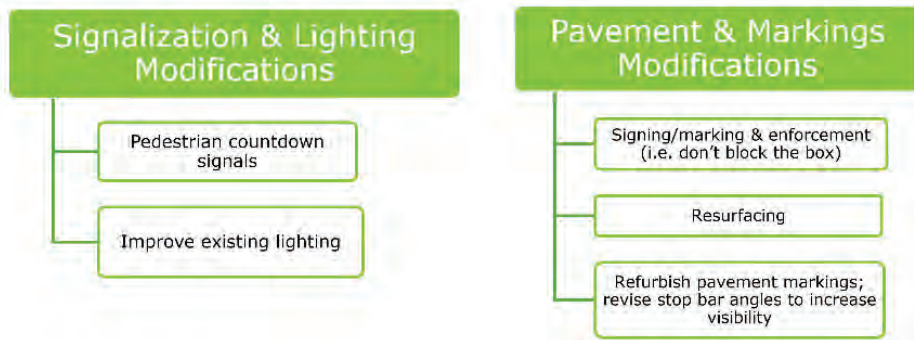 Signalization & Lighting
Modifications
Pedestrian countdown
signals
Improve existing lighting
Pavement & Markings
Modifications
Signing/marking & enforcement
(i.e. don't block the box)
Resurfacing
Refurbish pavement markings;
revise stop bar angles to increase
visibility